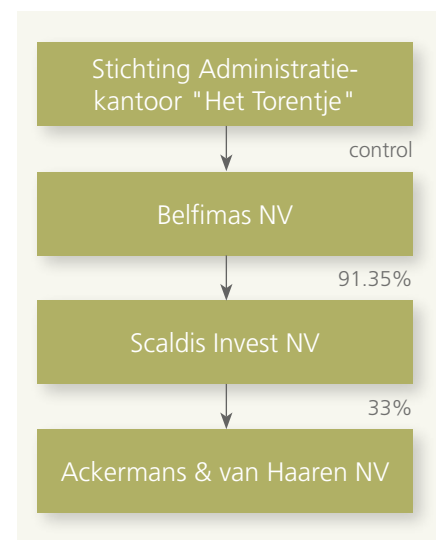 Stichting Administratie-
kantoor "Het Torentje"
control
Belfimas NV
91.35%
Scaldis Invest NV
33%
Ackermans & van Haaren NV